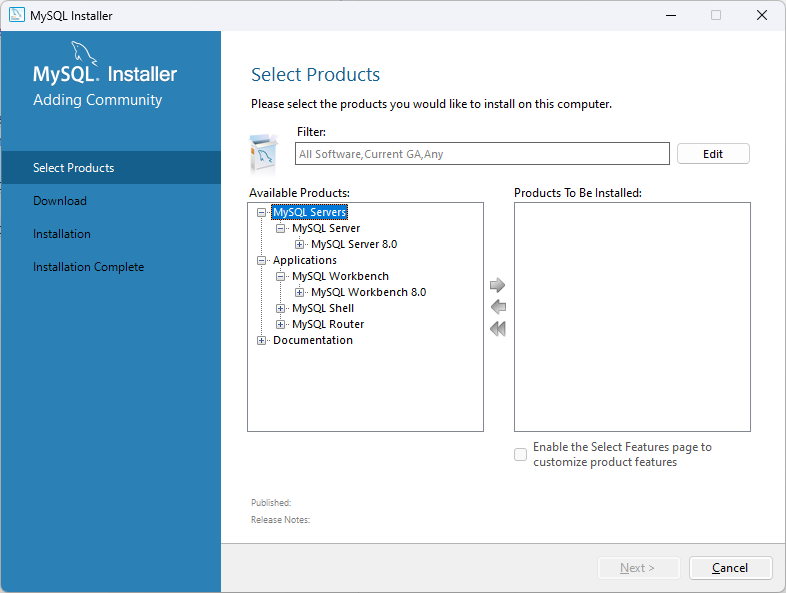 MySQL Installer
MySQL. Installer
Adding Community
Select Products
Download
Installation
Installation Complete
Select Products
Please select the products you would like to install on this computer.
Filter:
All Software,Current GA,Any
Edit
Available Products:
MySQL Servers
MySQL Server
MySQL Server 8.0
Applications
MySQL Workbench
MySQL Workbench 8.0
MySQL Shell
MySQL Router
Documentation
Products To Be Installed:
Enable the Select Features page to
customize product features
Published:
Release Notes:
Next >
Cancel